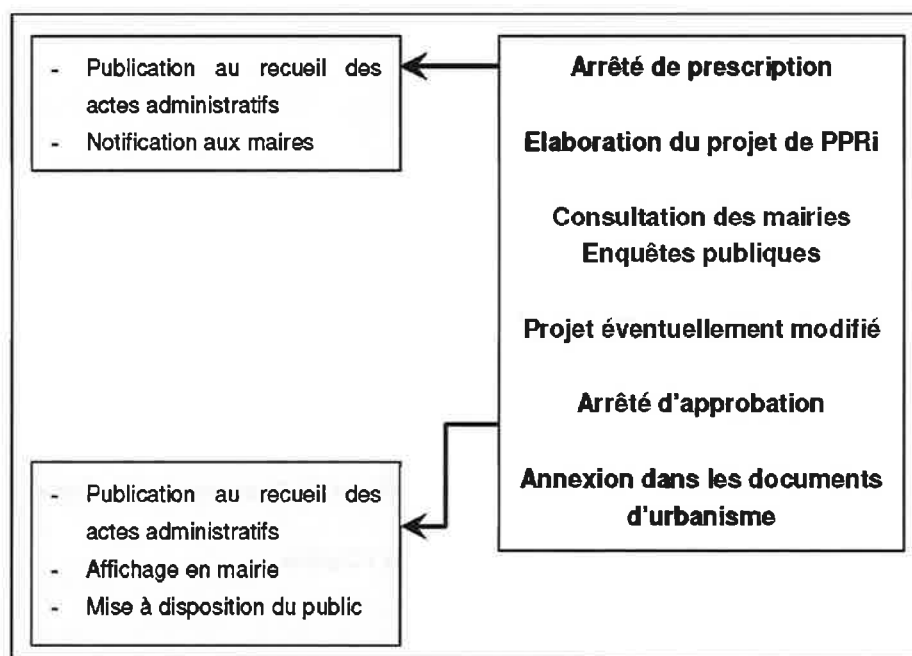 - Publication au recueil des
actes administratifs
- Notification aux maires
Arrêté de prescription
Elaboration du projet de PPRi
Consultation des mairies
Enquêtes publiques
Projet éventuellement modifié
Arrêté d'approbation
Annexion dans les documents
d'urbanisme
- Publication au recueil des
actes administratifs
- Affichage en mairie
- Mise à disposition du public